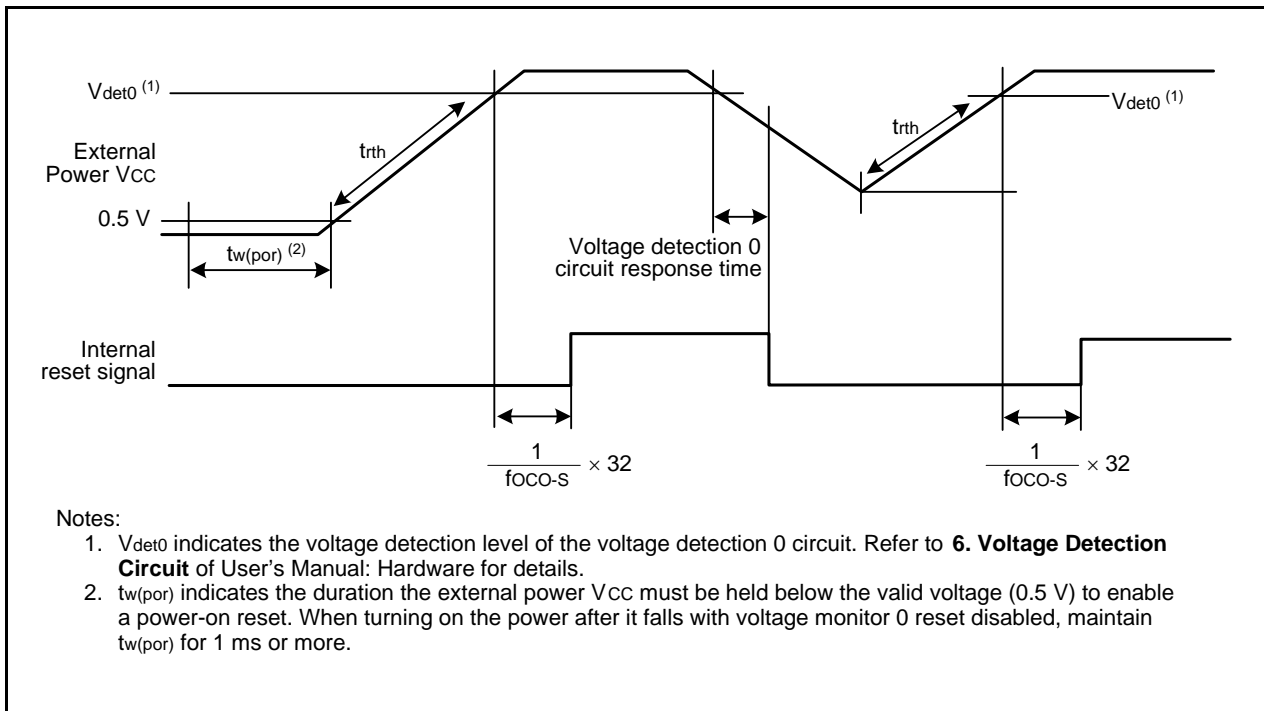 Vdet0 (1)
Vdet0 (1)
trth
trth
External
Power VCC
0.5 V
tw(por) (2)
Voltage detection 0
circuit response time
Internal
reset signal
1
fOCO-S
× 32
1
fOCO-S
× 32
Notes:
1. Vdet0 indicates the voltage detection level of the voltage detection 0 circuit. Refer to 6. Voltage Detection
Circuit of User's Manual: Hardware for details.
2. tw(por) indicates the duration the external power VCC must be held below the valid voltage (0.5 V) to enable
a power-on reset. When turning on the power after it falls with voltage monitor 0 reset disabled, maintain
tw(por) for 1 ms or more.